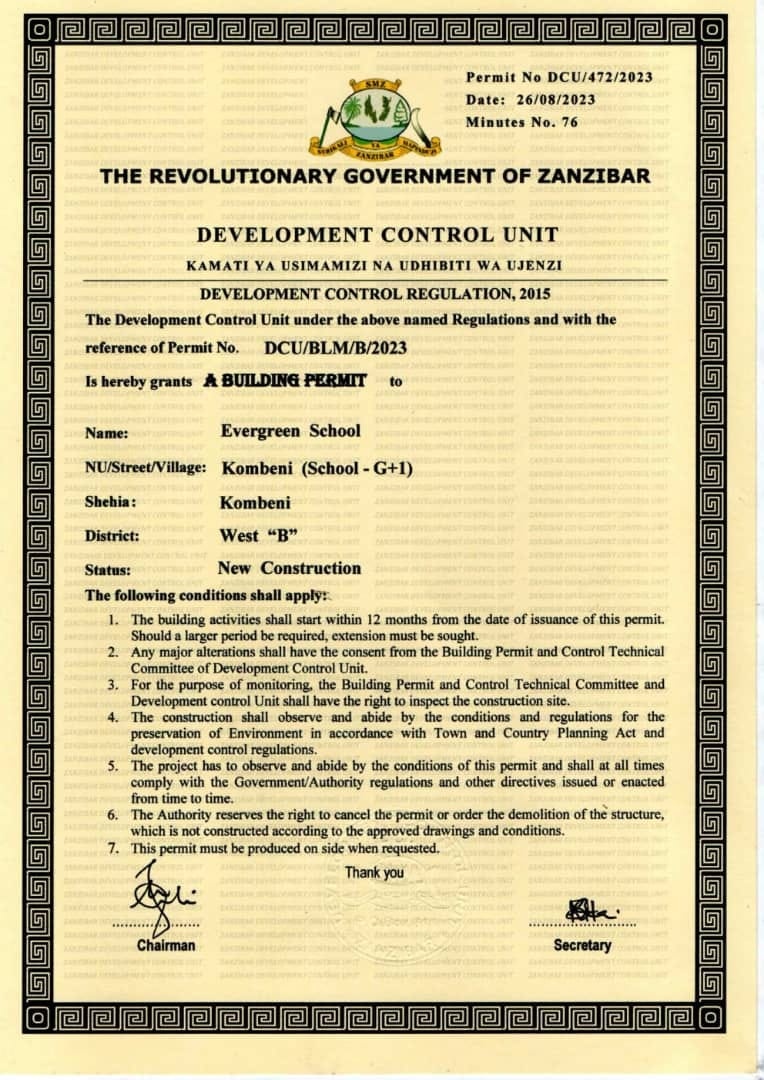 Permit No DCU/472/2023
Date: 26/08/2023
Minutes No. 76
SMZ
SERIKALI YA MAPINDUZI
ZANZIBAR
THE REVOLUTIONARY GOVERNMENT OF ZANZIBAR
DEVELOPMENT CONTROL UNIT
KAMATI YA USIMAMIZI NA UDHIBITI WA UJENZI
DEVELOPMENT CONTROL REGULATION, 2015
The Development Control Unit under the above named Regulations and with the
reference of Permit No. DCU/BLM/B/2023
Is hereby grants A BUILDING PERMIT to
Name: Evergreen School
NU/Street/Village: Kombeni (School - G+1)
Shehia: Kombeni
District: West “B”
Status: New Construction
The following conditions shall apply:
1. The building activities shall start within 12 months from the date of issuance of this permit.
Should a larger period be required, extension must be sought.
2. Any major alterations shall have the consent from the Building Permit and Control Technical
Committee of Development Control Unit.
3. For the purpose of monitoring, the Building Permit and Control Technical Committee and
Development control Unit shall have the right to inspect the construction site.
4. The construction shall observe and abide by the conditions and regulations for the
preservation of Environment in accordance with Town and Country Planning Act and
development control regulations.
5. The project has to observe and abide by the conditions of this permit and shall at all times
comply with the Government/Authority regulations and other directives issued or enacted
from time to time.
6. The Authority reserves the right to cancel the permit or order the demolition of the structure,
which is not constructed according to the approved drawings and conditions.
7. This permit must be produced on side when requested.
Thank you
Chairman
Secretary